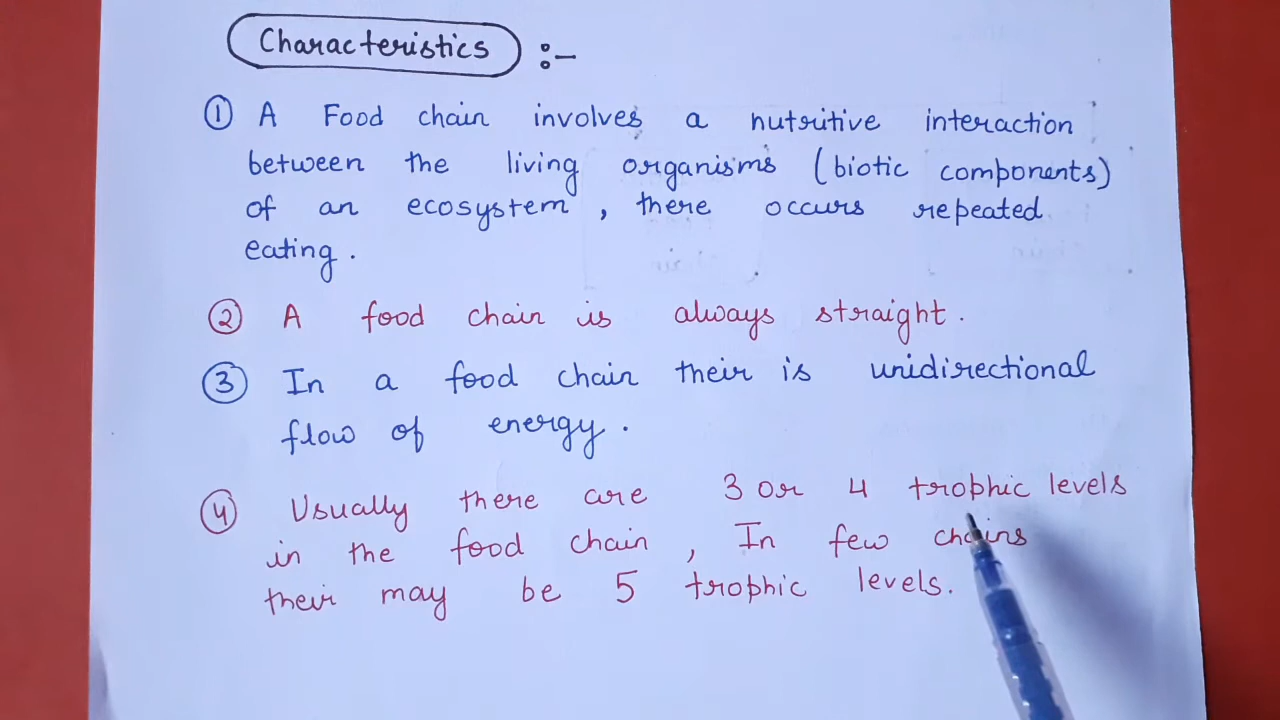 Characteristics :-
① A Food chain involves a nutritive interaction
between the living organisms (biotic components)
of an ecosystem , there occurs repeated
eating .
② A food chain is always straight .
③ In a food chain their is unidirectional
flow of energy .
④ Usually there are 3 or 4 trophic levels
in the food chain , In few chains
their may be 5 trophic levels.